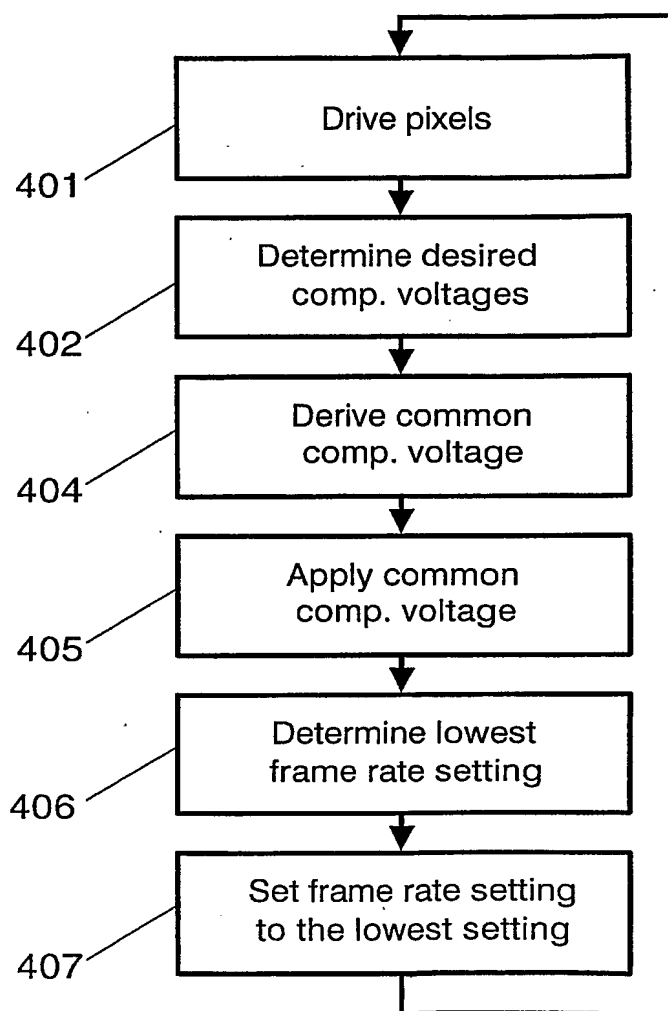 Drive pixels
401
Determine desired
comp. voltages
402
Derive common
comp. voltage
404
Apply common
comp. voltage
405
Determine lowest
frame rate setting
406
Set frame rate setting
to the lowest setting
407